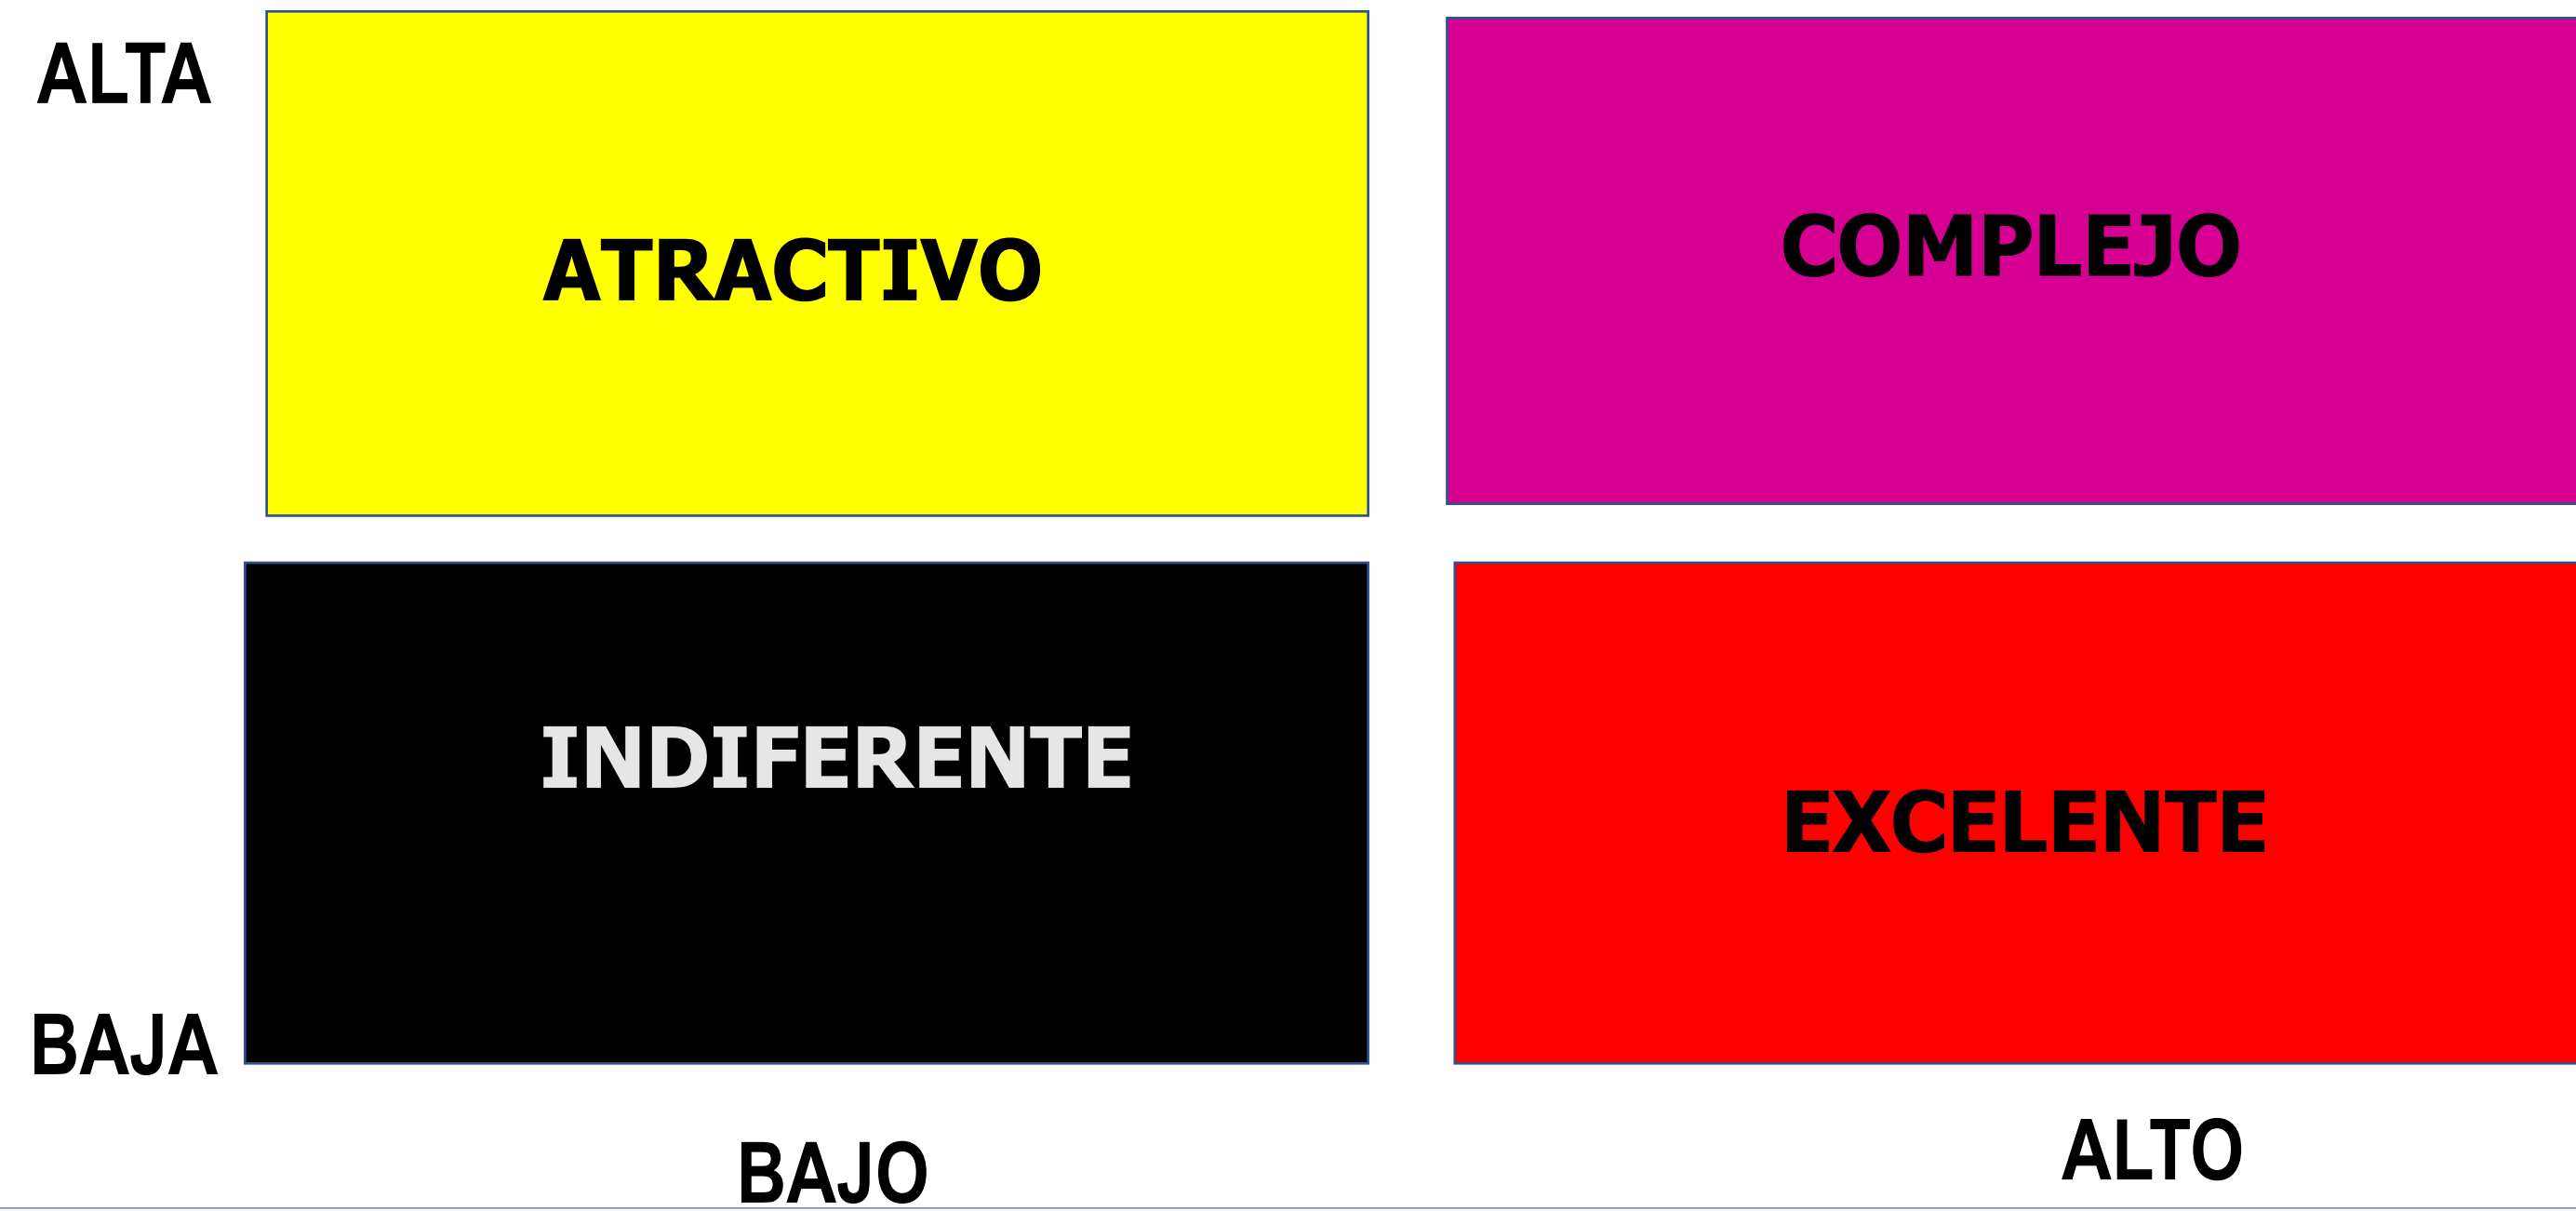 ALTA
ATRACTIVO
COMPLEJO
INDIFERENTE
EXCELENTE
BAJA
BAJO
ALTO